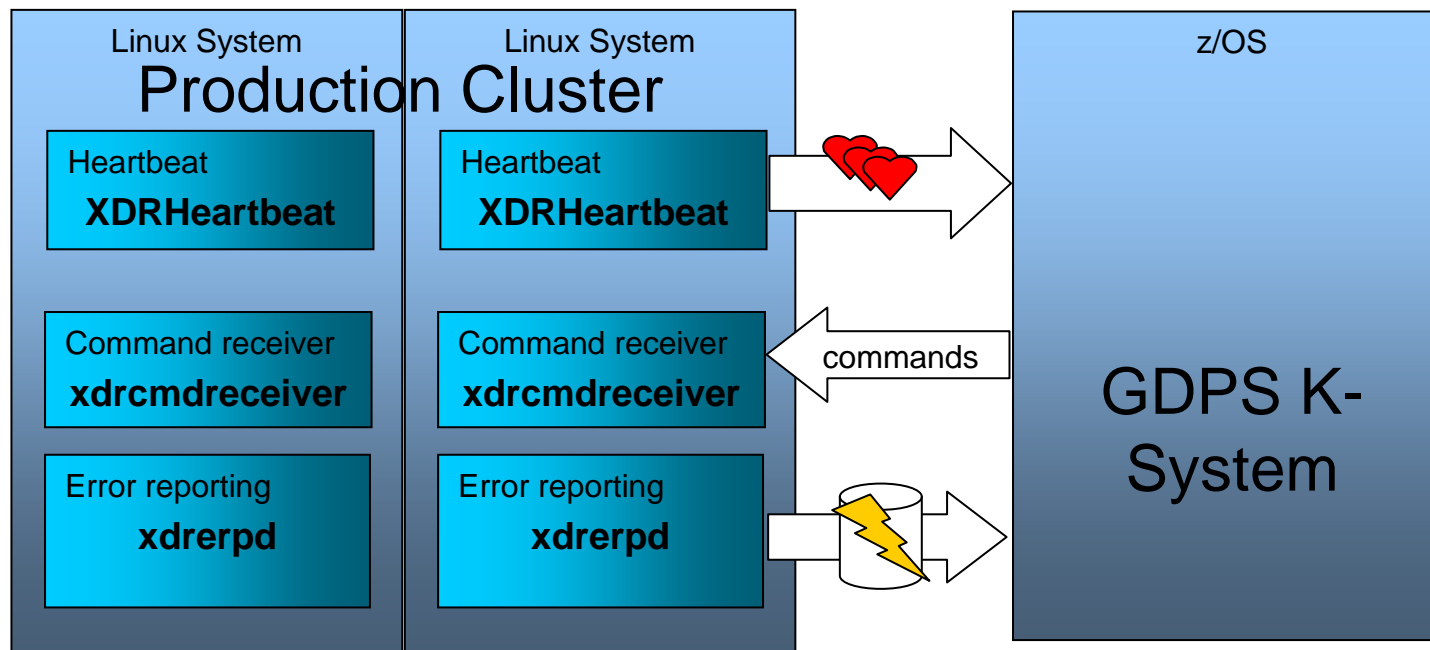 Linux System
Linux System
z/OS
Production Cluster
Heartbeat
XDRHeartbeat
Heartbeat
XDRHeartbeat
Command receiver
xdrcmdreceiver
Command receiver
xdrcmdreceiver
commands
GDPS K-
System
Error reporting
xdrerpd
Error reporting
xdrerpd